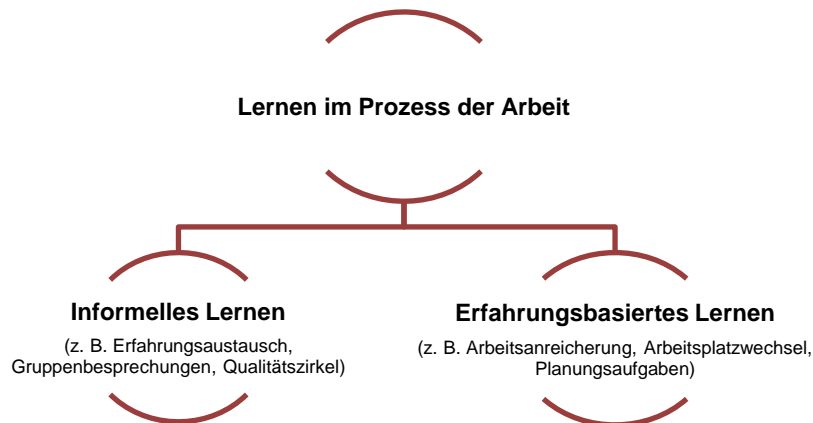 Lernen im Prozess der Arbeit
Informelles Lernen
(z. B. Erfahrungsaustausch,
Gruppenbesprechungen, Qualitätszirkel)
Erfahrungsbasiertes Lernen
(z. B. Arbeitsanreicherung, Arbeitsplatzwechsel,
Planungsaufgaben)